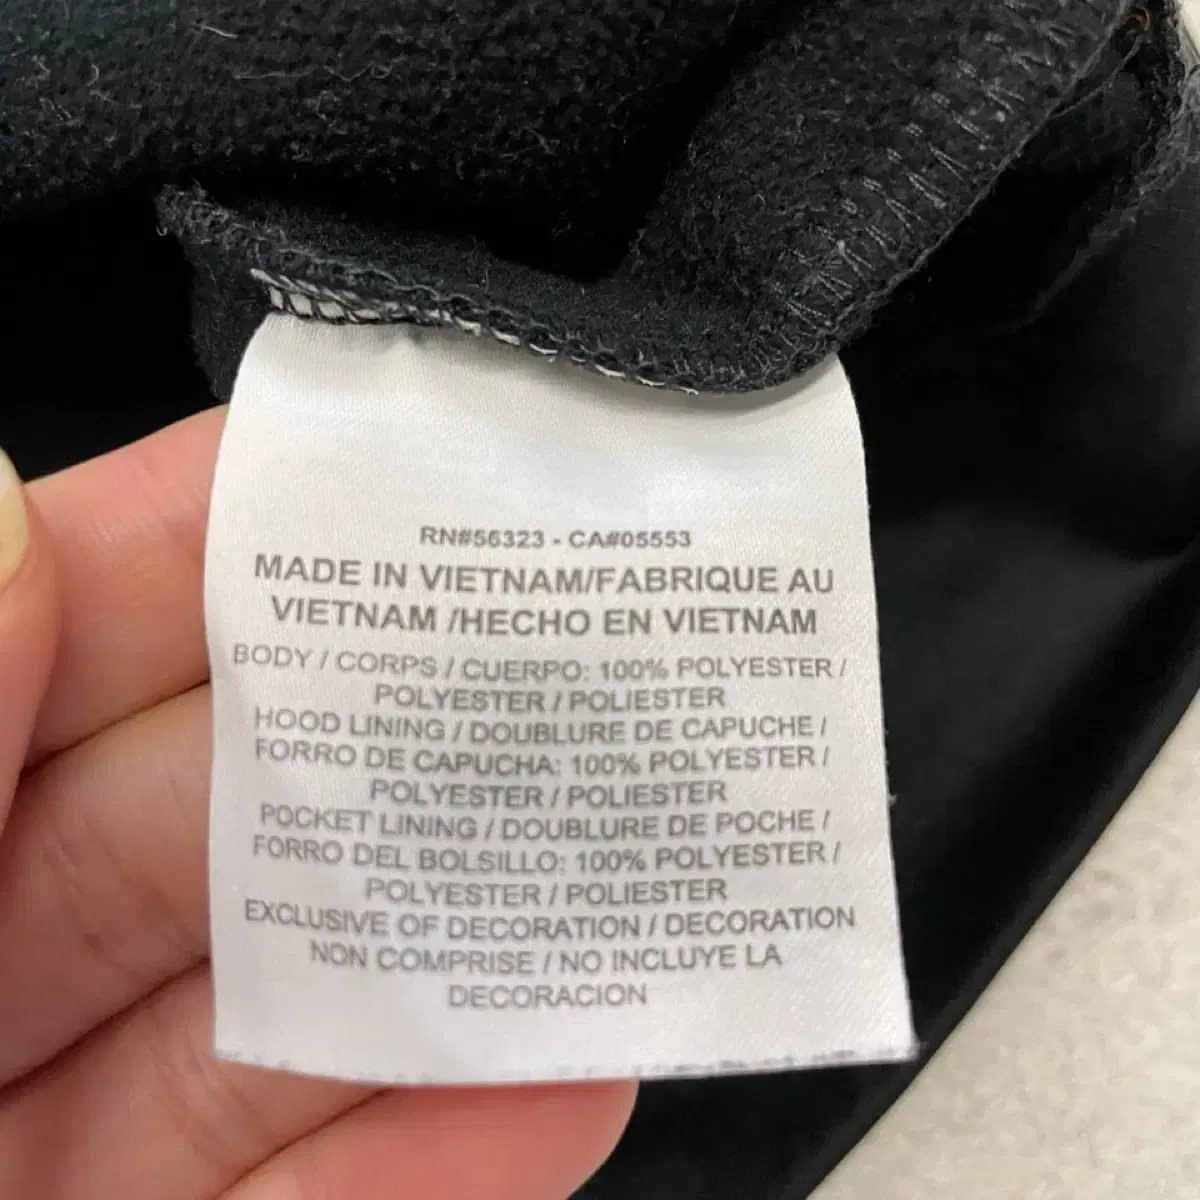 RN#56323 - CA#05553
MADE IN VIETNAM/FABRIQUE AU
VIETNAM /HECHO EN VIETNAM
BODY / CORPS / CUERPO: 100% POLYESTER /
POLYESTER / POLIESTER
HOOD LINING / DOUBLURE DE CAPUCHE /
FORRO DE CAPUCHA: 100% POLYESTER /
POLYESTER / POLIESTER
POCKET LINING / DOUBLURE DE POCHE /
FORRO DEL BOLSILLO: 100% POLYESTER /
POLYESTER / POLIESTER
EXCLUSIVE OF DECORATION / DECORATION
NON COMPRISE / NO INCLUYE LA
DECORACION